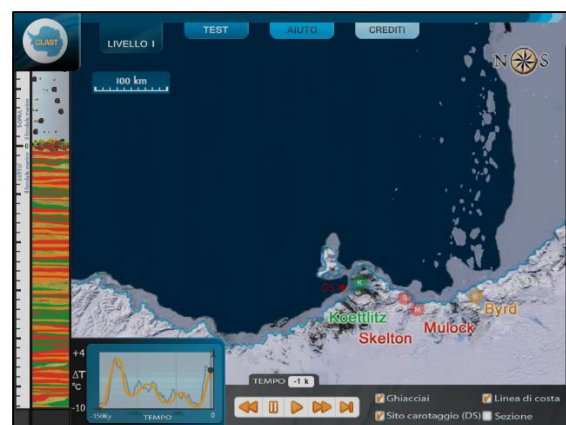 CLAST
LIVELLO I
TEST
AIUTO
CREDITI
100 km
N S
DS
K
Koettlitz
Skelton
M
Mulock
Byrd
+4
ΔT
°C
-10
-150Ky TEMPO 0
TEMPO -1 k
Ghiacciai
Linea di costa
Sito carotaggio (DS)
Sezione